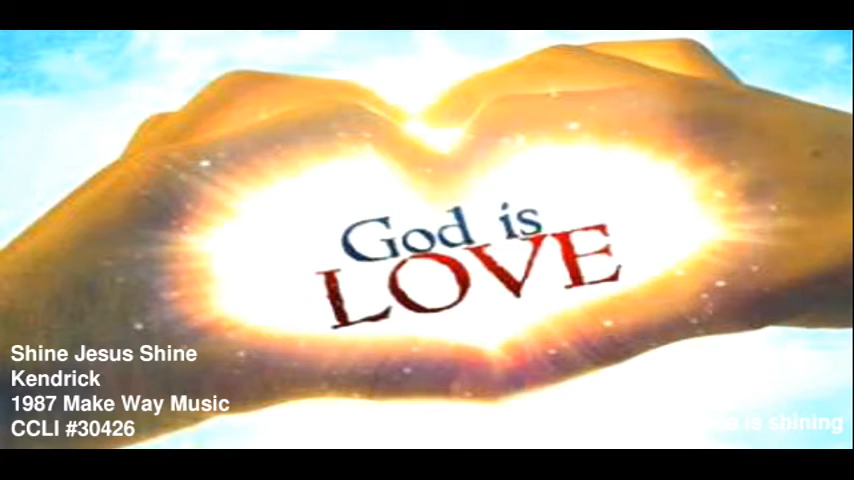 God is
LOVE
Shine Jesus Shine
Kendrick
1987 Make Way Music
CCLI #30426
is shining